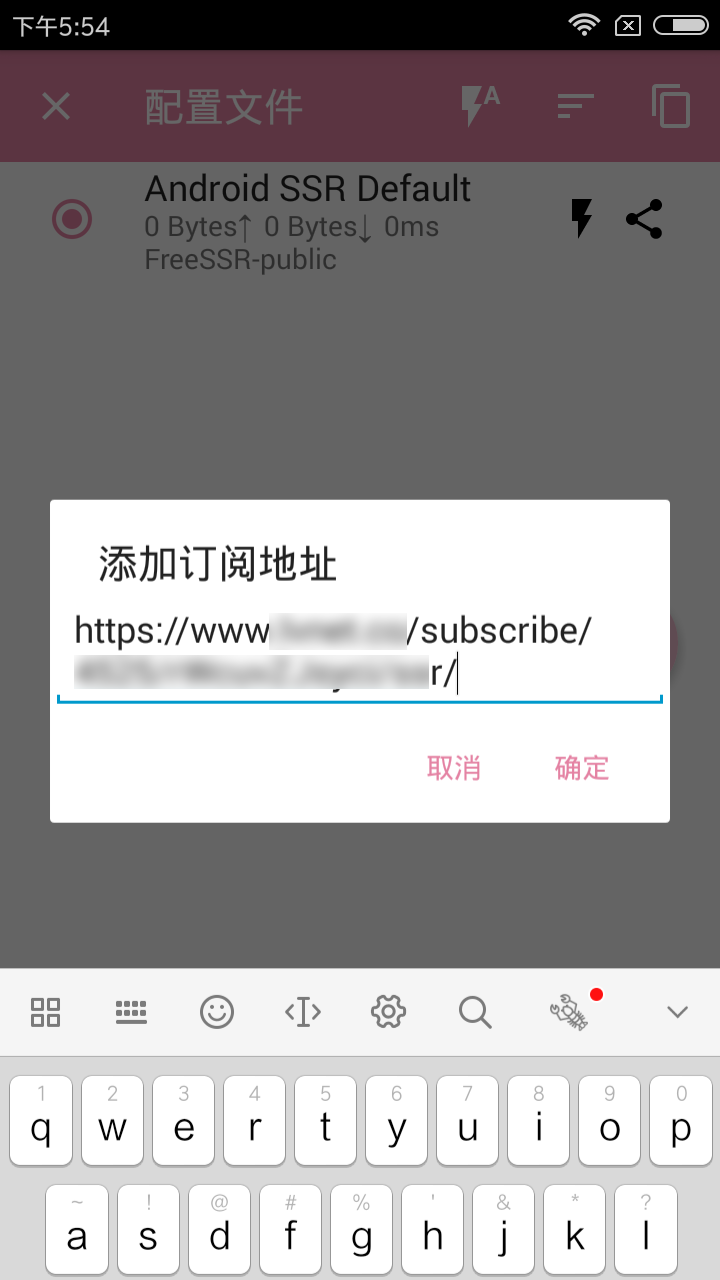 下午5:54
配置文件
A
Android SSR Default
0 Bytes↑ 0 Bytes↓ 0ms
FreeSSR-public
添加订阅地址
https://www /subscribe/
r/
取消 确定
1 2 3 4 5 6 7 8 9 0
q w e r t y u i o p
~ ! @ # % ' & * ?
a s d f g h j k l